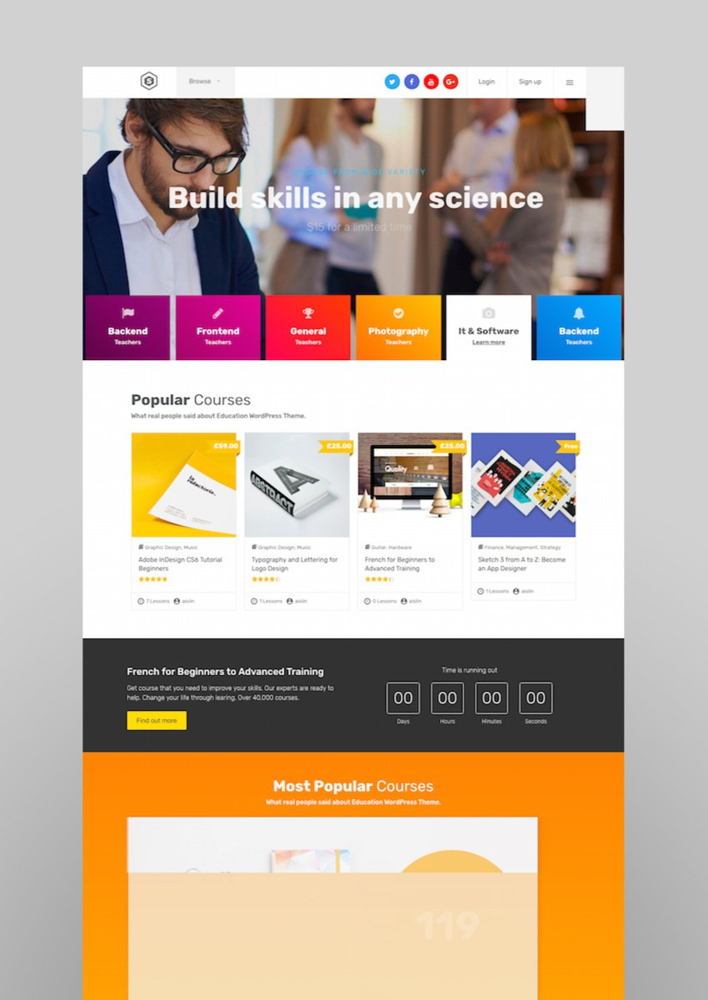 Browse
Login
Sign up
CHOOSE FROM WIDE VARIETY
Build skills in any science
$15 for a limited time
Backend
Teachers
Frontend
Teachers
General
Teachers
Photography
Teachers
It & Software
Learn more
Backend
Teachers
Popular Courses
What real people said about Education WordPress Theme.
£59.00
£25.00
£25.00
Free
la
rédactoria.
ABSTRACT
Quality
Graphic Design, Music
Adobe InDesign CS6 Tutorial
Beginners
7 Lessons aislin
Graphic Design, Music
Typography and Lettering for
Logo Design
1 Lessons aislin
Guitar, Hardware
French for Beginners to
Advanced Training
0 Lessons aislin
Finance, Management, Strategy
Sketch 3 from A to Z: Become
an App Designer
1 Lessons aislin
French for Beginners to Advanced Training
Get course that you need to improve your skills. Our experts are ready to
help. Change your life through learing. Over 40,000 courses.
Find out more
Time is running out
00 00 00 00
Days Hours Minutes Seconds
Most Popular Courses
What real people said about Education WordPress Theme.
119